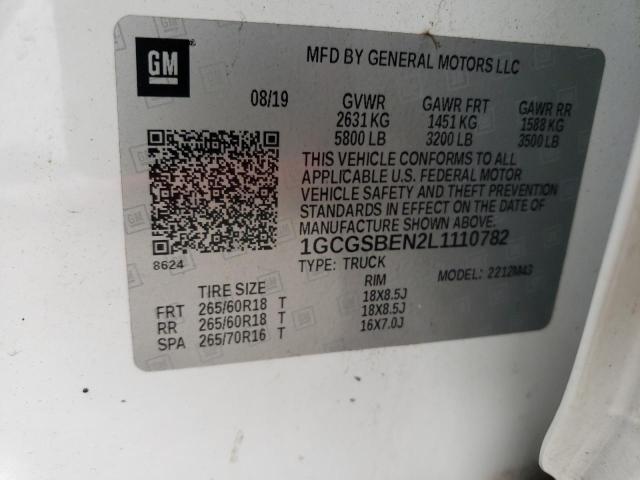 GM
MFD BY GENERAL MOTORS LLC
08/19 GVWR GAWR FRT GAWR RR
2631 KG 1451 KG 1588 KG
5800 LB 3200 LB 3500 LB
THIS VEHICLE CONFORMS TO ALL
APPLICABLE U.S. FEDERAL MOTOR
VEHICLE SAFETY AND THEFT PREVENTION
STANDARDS IN EFFECT ON THE DATE OF
MANUFACTURE SHOWN ABOVE.
1GCGSBEN2L1110782
8624
TYPE: TRUCK MODEL: 2212M43
TIRE SIZE RIM
FRT 265/60R18 T 18X8.5J
RR 265/60R18 T 18X8.5J
SPA 265/70R16 T 16X7.0J